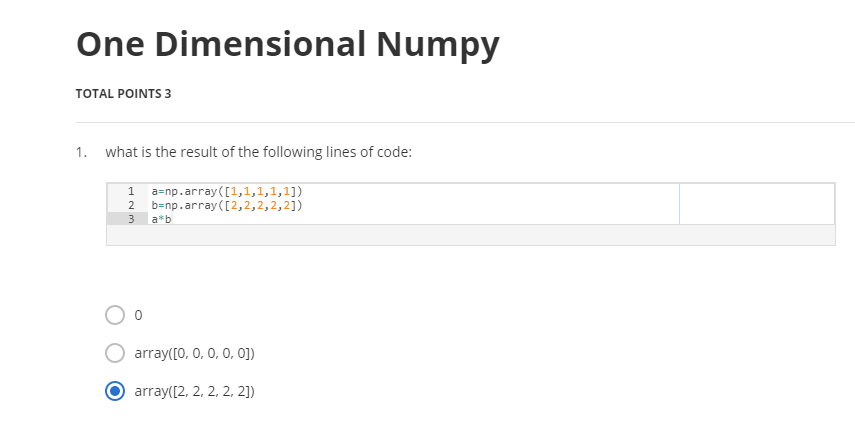 One Dimensional Numpy
TOTAL POINTS 3
1. what is the result of the following lines of code:
1 a=np.array([1,1,1,1,1])
2 b=np.array([2,2,2,2,2])
3 a*b
0
array([0, 0, 0, 0, 0])
array([2, 2, 2, 2, 2])